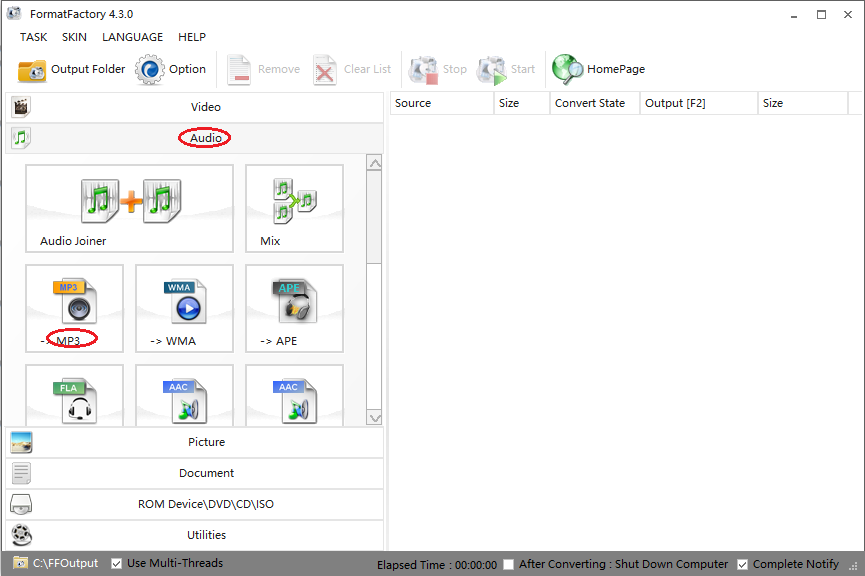 FormatFactory 4.3.0
TASK SKIN LANGUAGE HELP
Output Folder Option Remove Clear List Stop Start HomePage
Video
Audio
Audio Joiner Mix
MP3 WMA APE
-> MP3 -> WMA -> APE
FLA AAC AAC
Picture
Document
ROM Device\DVD\CD\ISO
Utilities
Source Size Convert State Output [F2] Size
C:\FFOutput Use Multi-Threads Elapsed Time : 00:00:00 After Converting : Shut Down Computer Complete Notify